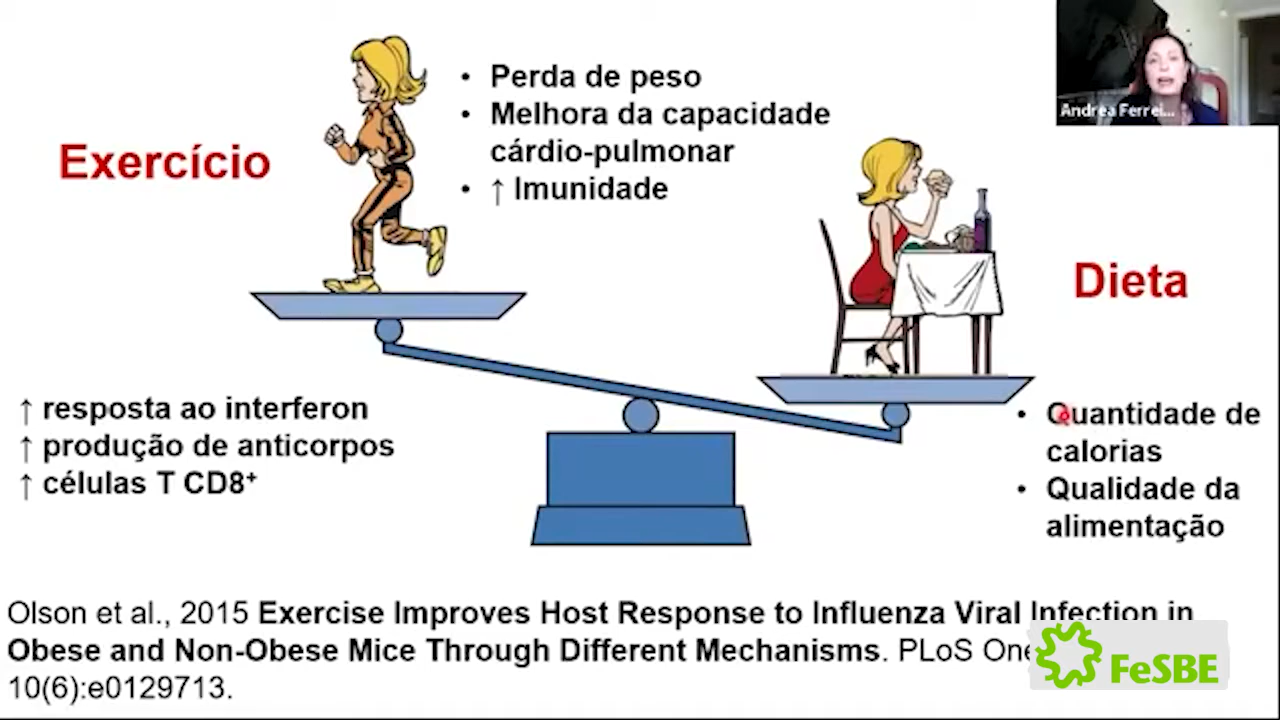 Exercício
• Perda de peso
• Melhora da capacidade
cárdio-pulmonar
• ↑ Imunidade
Andrea Ferrei...
Dieta
↑ resposta ao interferon
↑ produção de anticorpos
↑ células T CD8⁺
• Quantidade de
calorias
• Qualidade da
alimentação
Olson et al., 2015 Exercise Improves Host Response to Influenza Viral Infection in
Obese and Non-Obese Mice Through Different Mechanisms. PLoS One
10(6):e0129713.
FeSBE